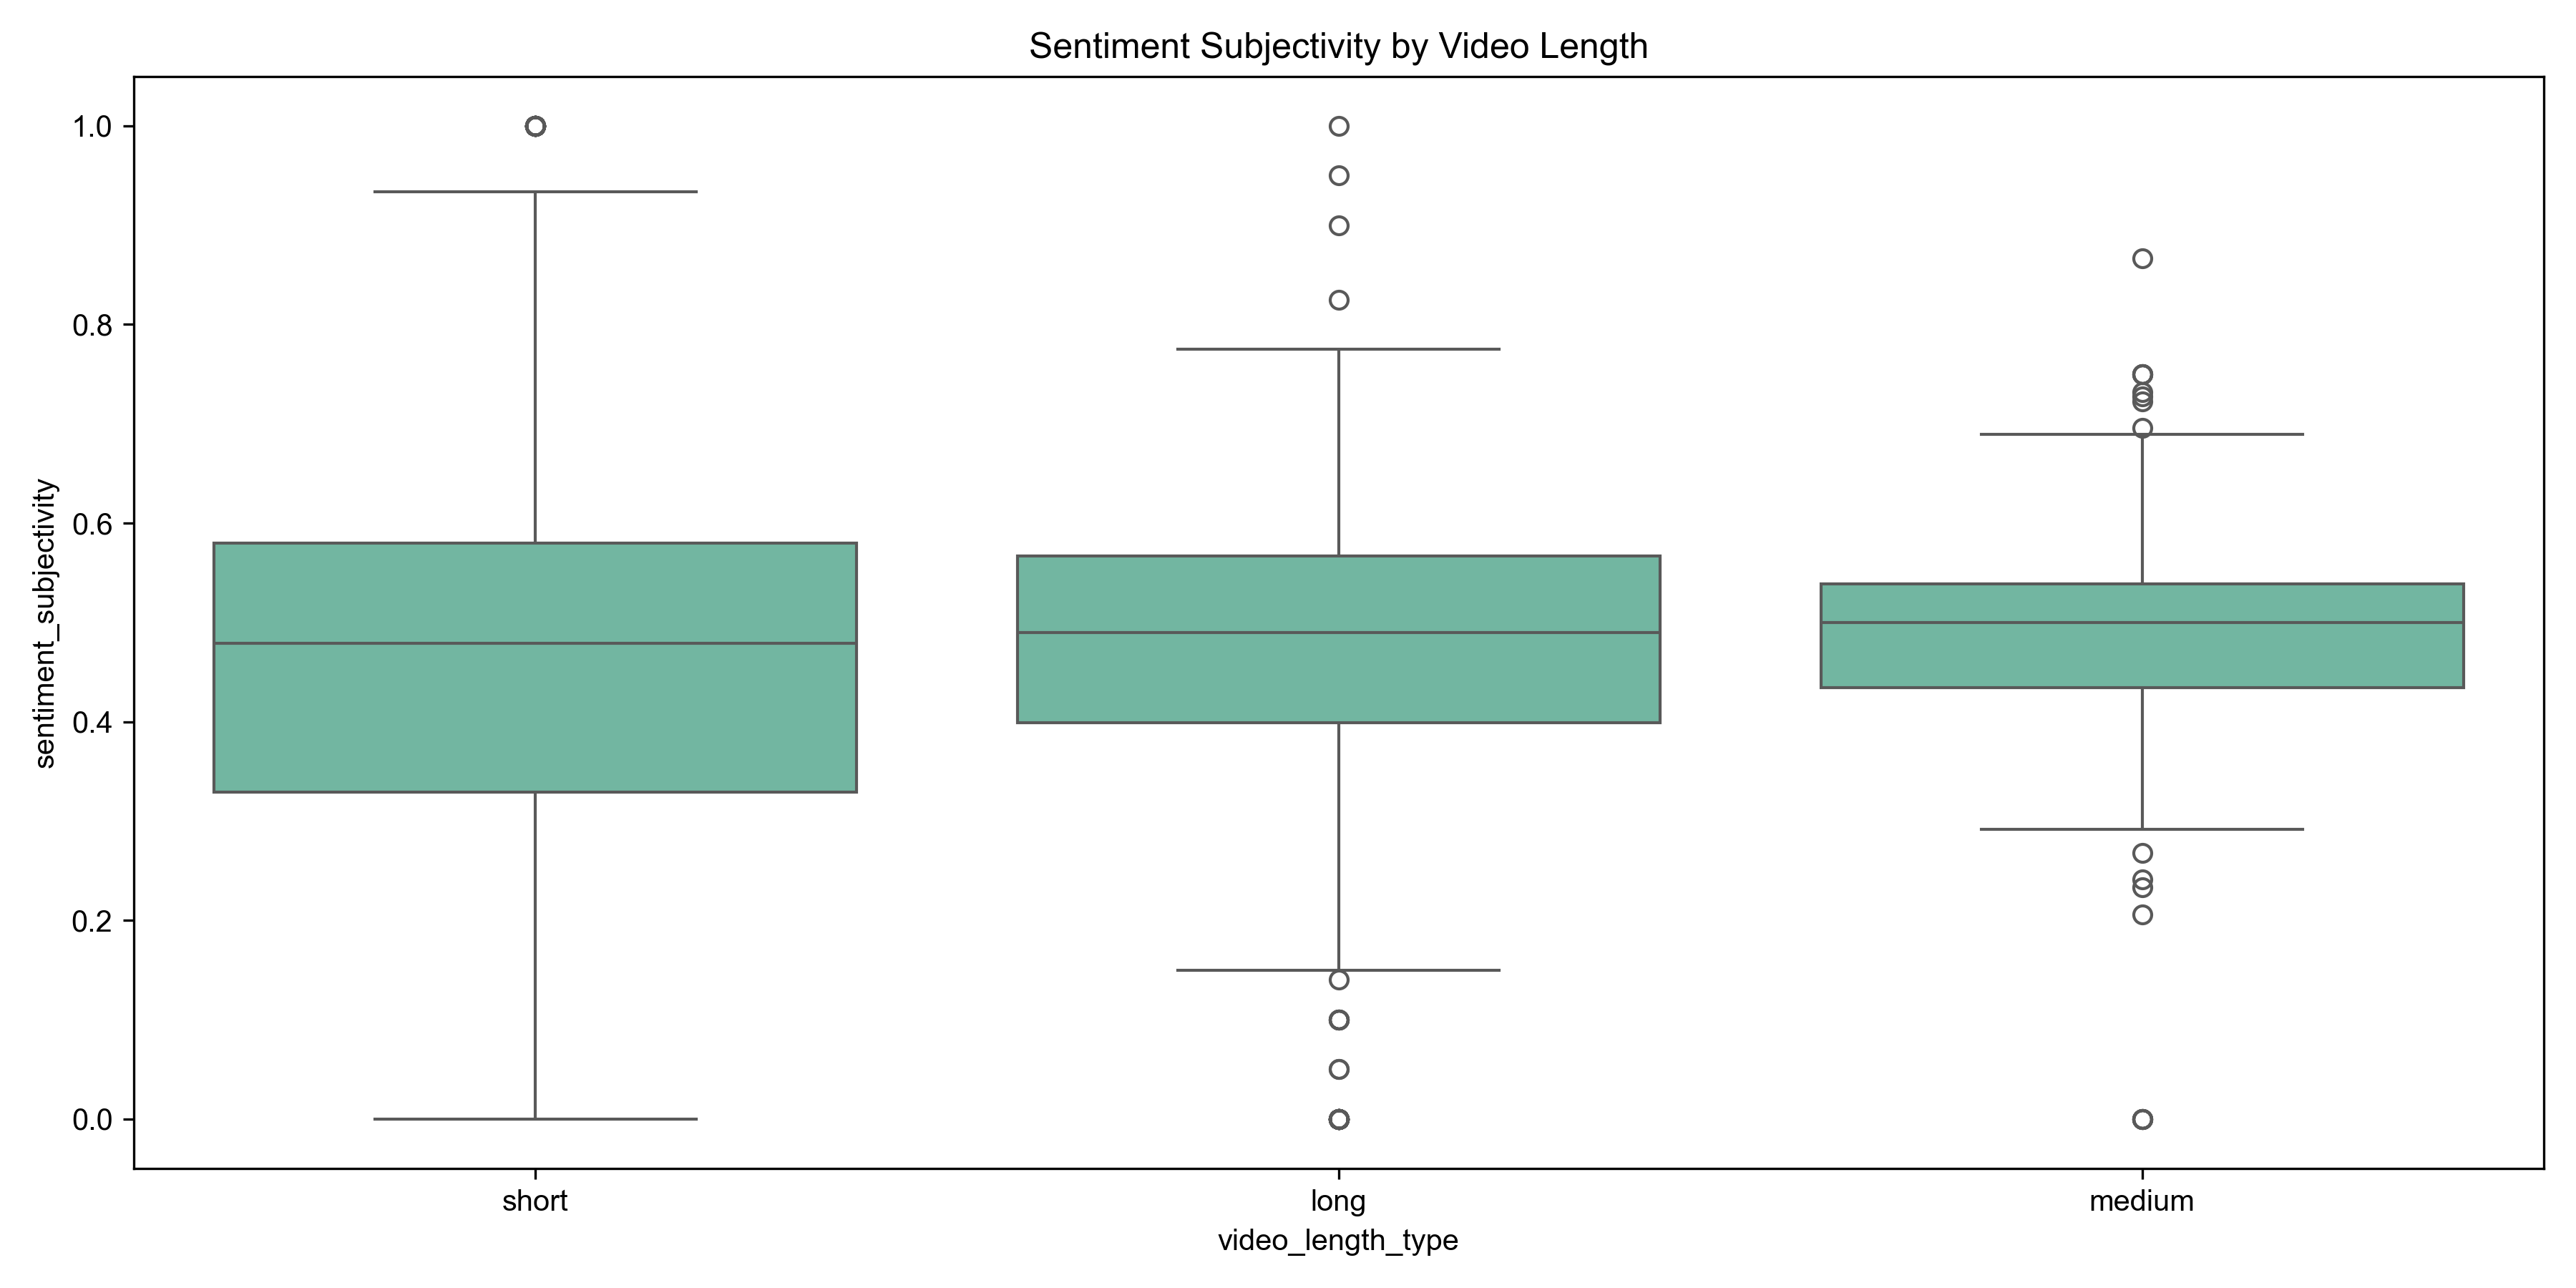 Sentiment Subjectivity by Video Length
sentiment_subjectivity
1.0
0.8
0.6
0.4
0.2
0.0
short
long
medium
video_length_type